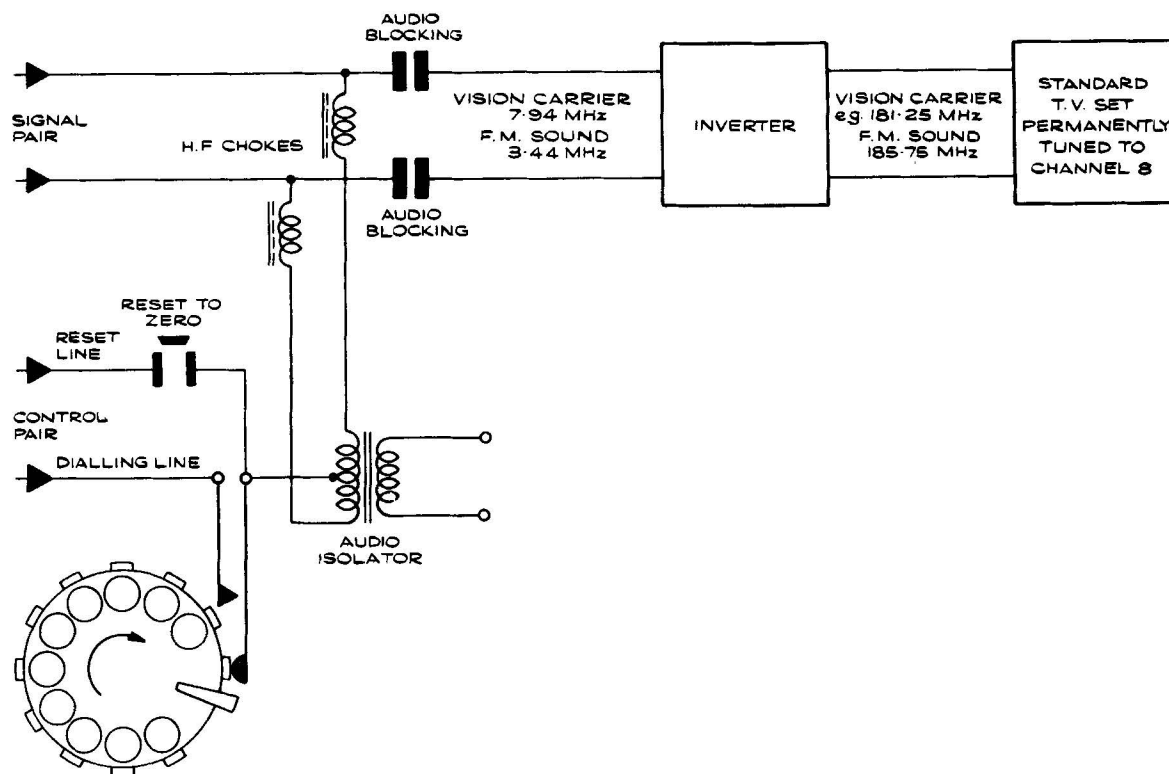 AUDIO
BLOCKING
SIGNAL
PAIR
H.F CHOKES
VISION CARRIER
7·94 MHz
F.M. SOUND
3·44 MHz
INVERTER
VISION CARRIER
eg. 181·25 MHz
F.M. SOUND
185·75 MHz
STANDARD
T.V. SET
PERMANENTLY
TUNED TO
CHANNEL 8
AUDIO
BLOCKING
RESET TO
ZERO
RESET
LINE
CONTROL
PAIR
DIALLING LINE
AUDIO
ISOLATOR